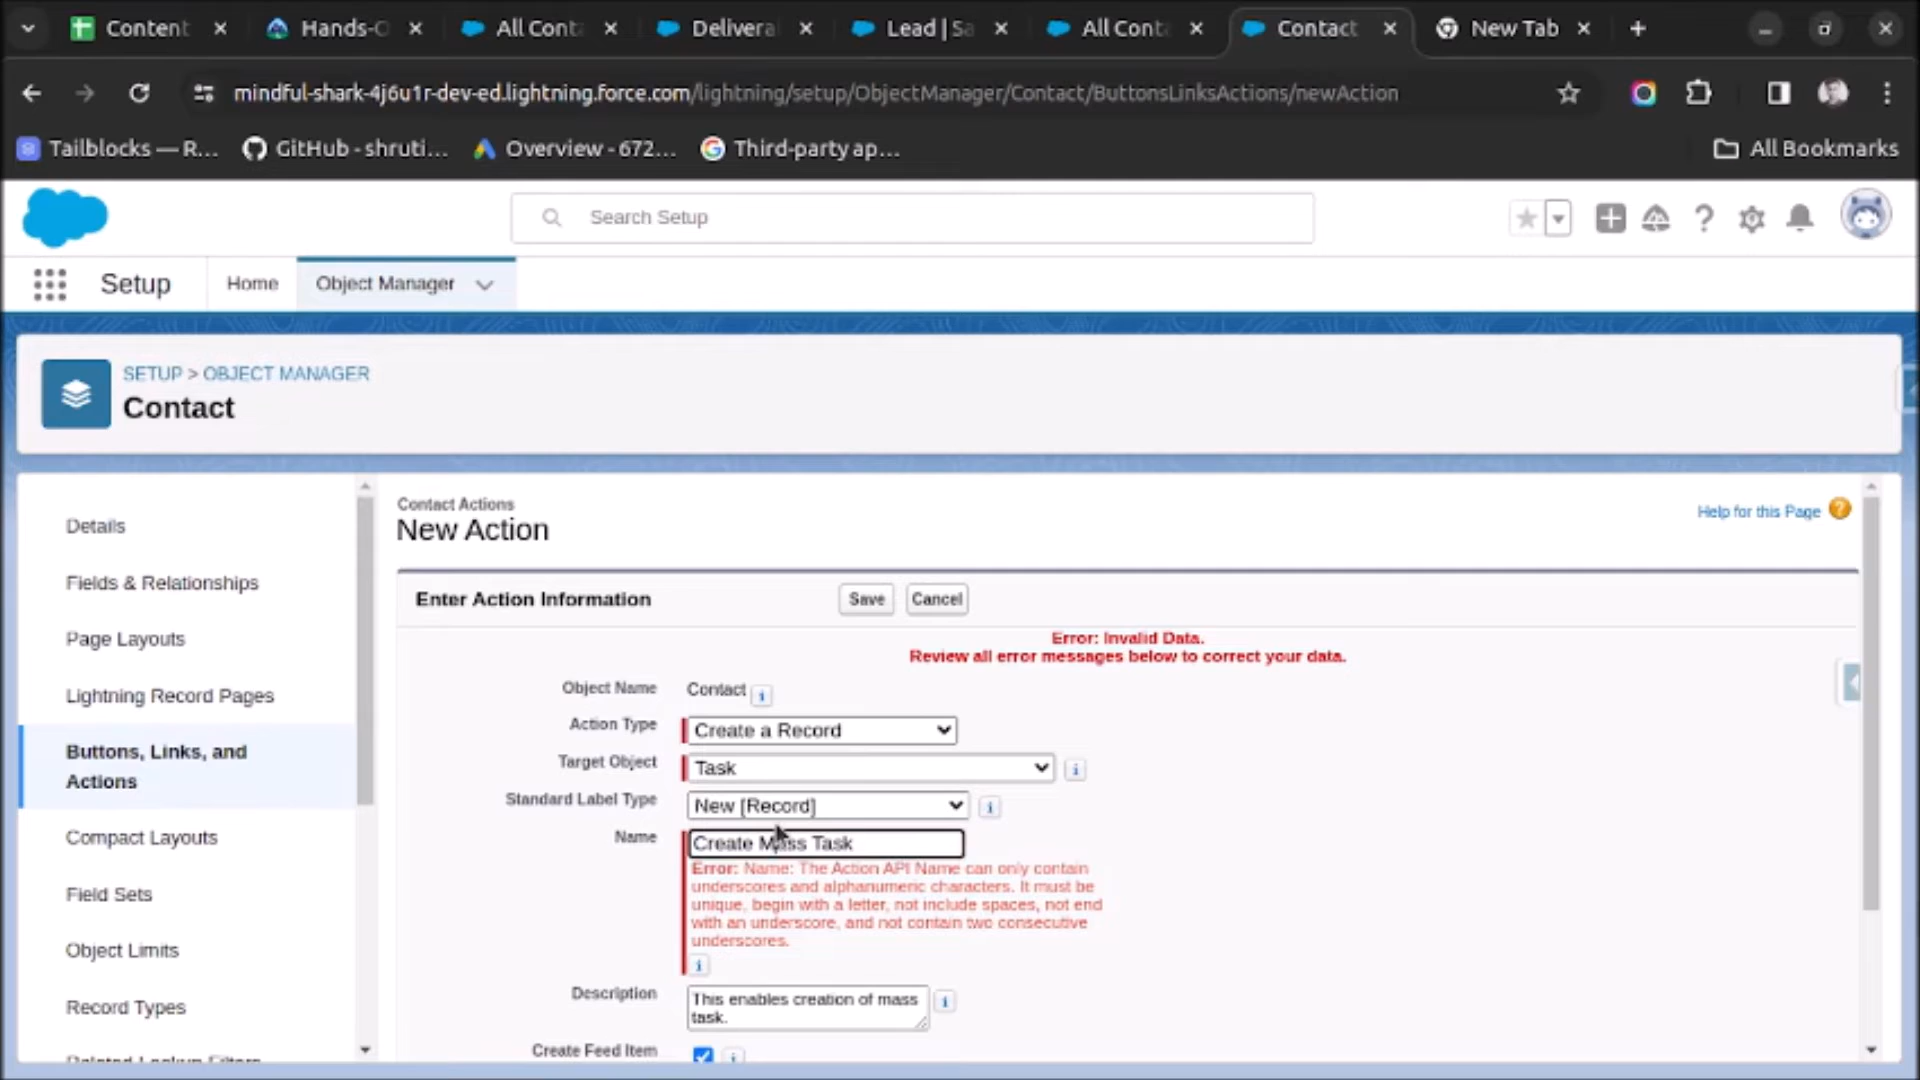 Content
Hands-O
All Conta
Delivera
Lead | Sa
All Conta
Contact
New Tab
mindful-shark-4j6u1r-dev-ed.lightning.force.com/lightning/setup/ObjectManager/Contact/ButtonsLinksActions/newAction
Tailblocks — R...
GitHub - shruti...
Overview - 672...
Third-party ap...
All Bookmarks
Search Setup
Setup
Home
Object Manager
SETUP > OBJECT MANAGER
Contact
Details
Fields & Relationships
Page Layouts
Lightning Record Pages
Buttons, Links, and
Actions
Compact Layouts
Field Sets
Object Limits
Record Types
Related Lookup Filters
Contact Actions
New Action
Help for this Page
Enter Action Information
Save
Cancel
Error: Invalid Data.
Review all error messages below to correct your data.
Object Name
Contact
Action Type
Create a Record
Target Object
Task
Standard Label Type
New [Record]
Name
Create Mass Task
Error: Name: The Action API Name can only contain
underscores and alphanumeric characters. It must be
unique, begin with a letter, not include spaces, not end
with an underscore, and not contain two consecutive
underscores.
Description
This enables creation of mass
task.
Create Feed Item